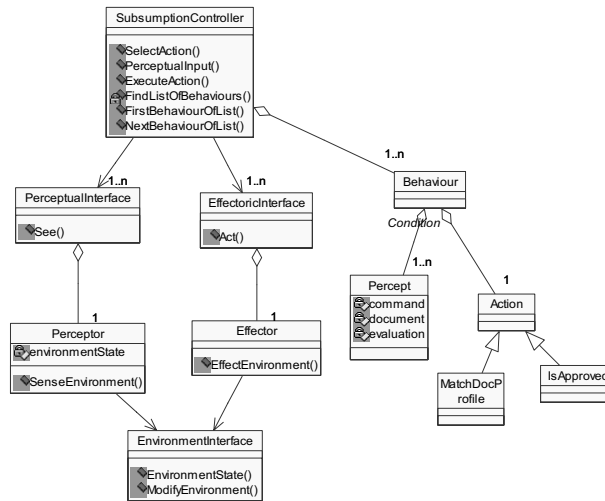 SubsumptionController
SelectAction()
PerceptualInput()
ExecuteAction()
FindListOfBehaviours()
FirstBehaviourOfList()
NextBehaviourOfList()
1..n
1..n
1..n
PerceptualInterface
See()
EffectoricInterface
Act()
Behaviour
Condition
1..n
1
1
1
Percept
command
document
evaluation
Action
Perceptor
environmentState
SenseEnvironment()
Effector
EffectEnvironment()
MatchDocP
rofile
IsApproved
EnvironmentInterface
EnvironmentState()
ModifyEnvironment()